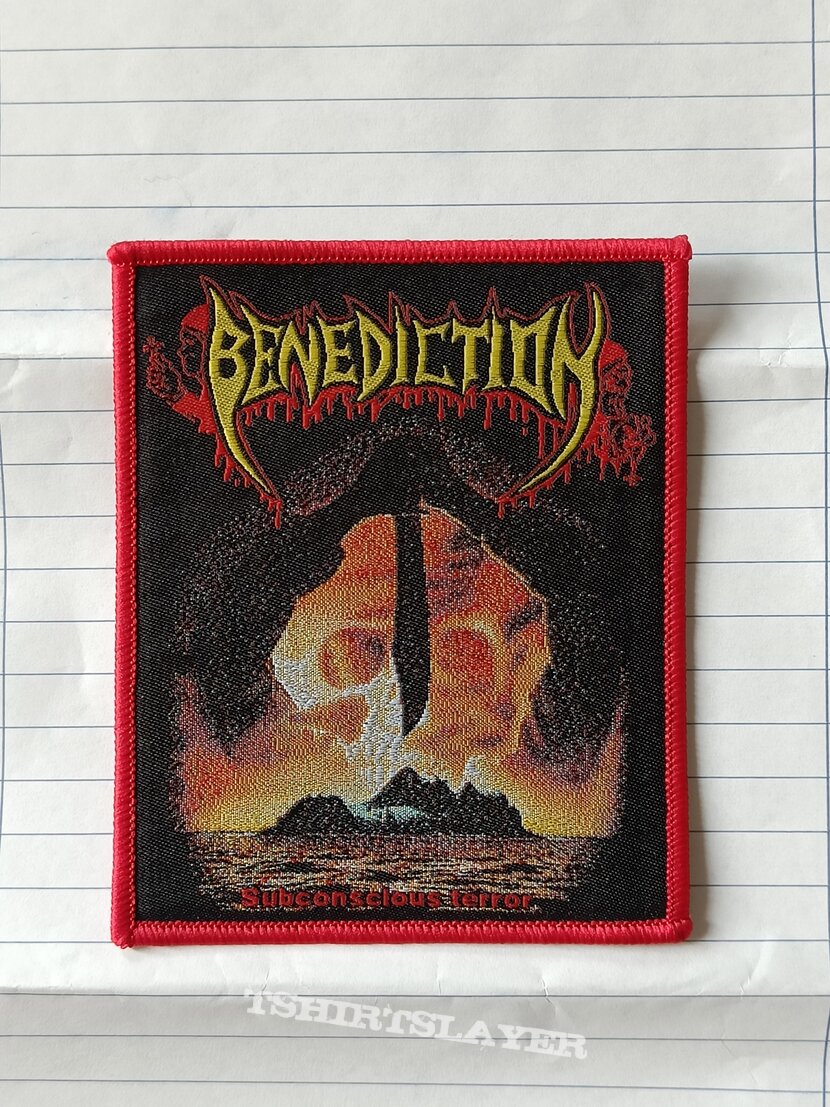 BENEDICTION
Subconscious terror
TSHIRTSLAYER